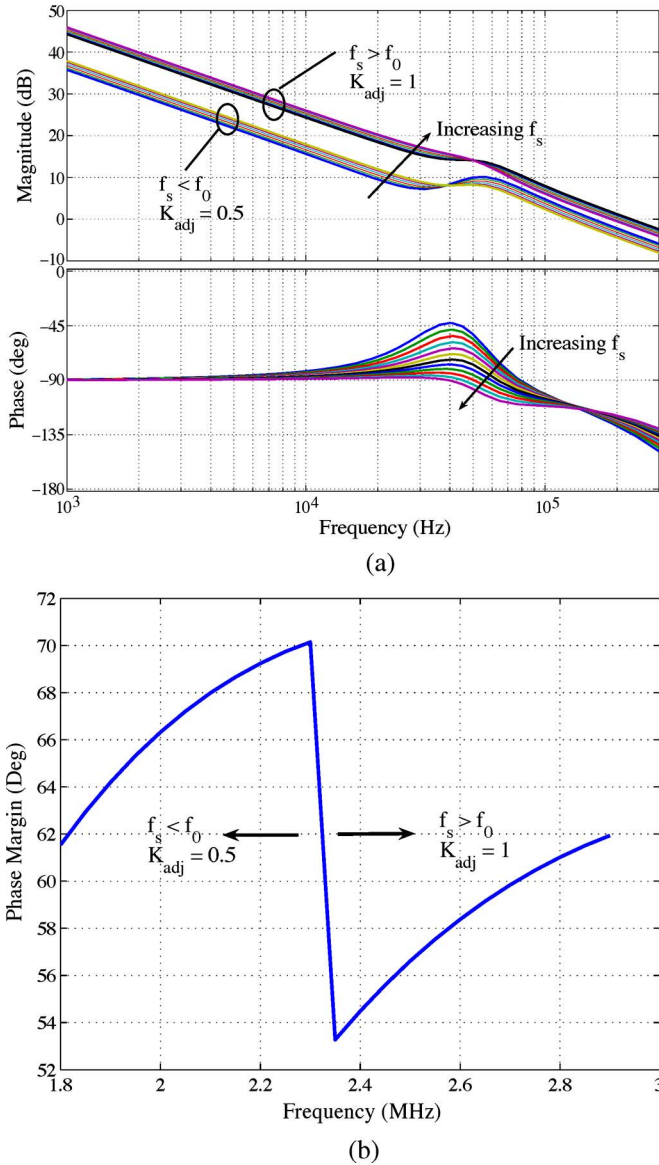 50
40
30
20
10
0
−10
Magnitude (dB)
f_s > f_0
K_adj = 1
Increasing f_s
f_s < f_0
K_adj = 0.5
0
−45
−90
−135
−180
Phase (deg)
Increasing f_s
10^3
10^4
10^5
Frequency (Hz)
(a)
72
70
68
66
64
62
60
58
56
54
52
Phase Margin (Deg)
f_s < f_0
K_adj = 0.5
f_s > f_0
K_adj = 1
1.8
2
2.2
2.4
2.6
2.8
3
Frequency (MHz)
(b)